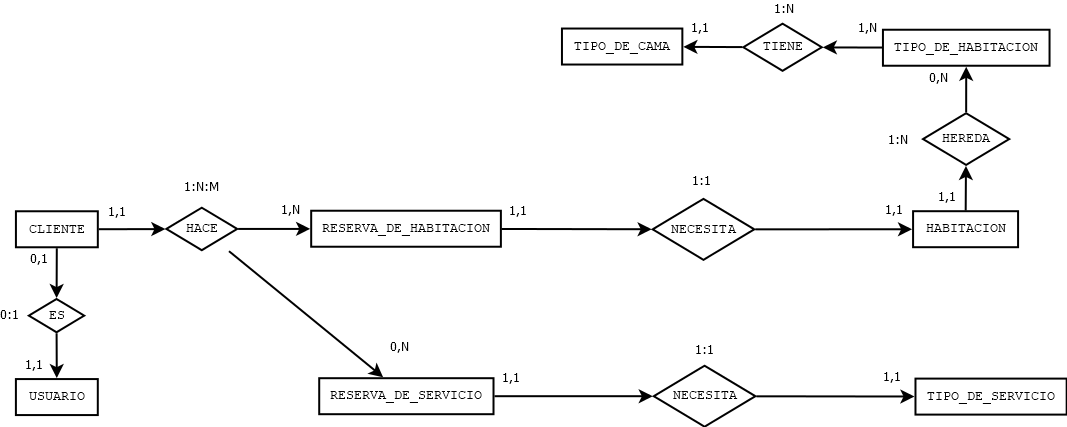 1:N
TIPO_DE_CAMA
1,1
TIENE
1,N
TIPO_DE_HABITACION
0,N
1:N
HEREDA
1:N:M
1:1
1,1
CLIENTE
1,1
HACE
1,N
RESERVA_DE_HABITACION
1,1
NECESITA
1,1
HABITACION
0,1
0:1
ES
1,1
USUARIO
0,N
RESERVA_DE_SERVICIO
1,1
1:1
NECESITA
1,1
TIPO_DE_SERVICIO